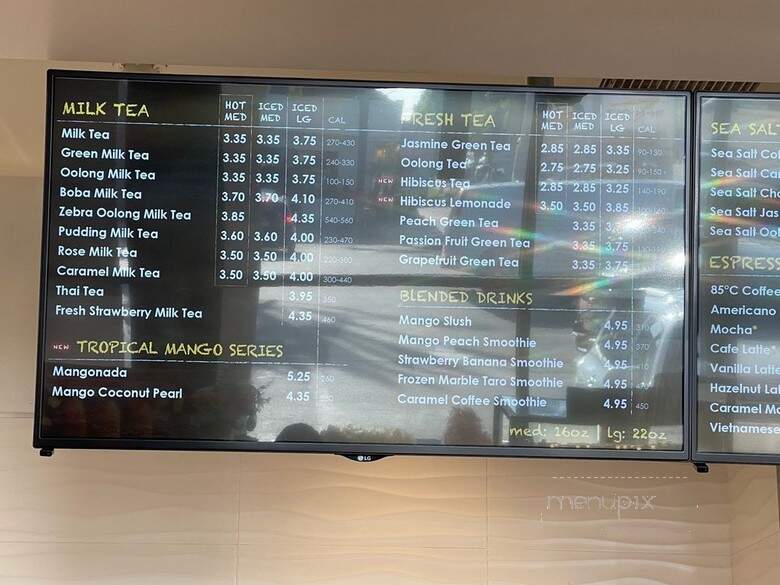 MILK TEA HOT MED ICED MED ICED LG CAL
Milk Tea 3.35 3.35 3.75 270-430
Green Milk Tea 3.35 3.35 3.75 240-330
Oolong Milk Tea 3.35 3.35 3.75 100-150
Boba Milk Tea 3.70 3.70 4.10 270-410
Zebra Oolong Milk Tea 3.85 4.35 540-560
Pudding Milk Tea 3.60 3.60 4.00 230-470
Rose Milk Tea 3.50 3.50 4.00
Caramel Milk Tea 3.50 3.50 4.00 300-440
Thai Tea 3.95 350
Fresh Strawberry Milk Tea 4.35 460
NEW TROPICAL MANGO SERIES
Mangonada 5.25
Mango Coconut Pearl 4.35
FRESH TEA HOT MED ICED MED ICED LG CAL
Jasmine Green Tea 2.85 2.85 3.35 90-130
Oolong Tea 2.75 2.75 3.25 90-150
NEW Hibiscus Tea 2.85 2.85 3.25 140-190
NEW Hibiscus Lemonade 3.50 3.50 3.85
Peach Green Tea 3.35
Passion Fruit Green Tea 3.35 3.75
Grapefruit Green Tea 3.35 3.75
BLENDED DRINKS
Mango Slush 4.95
Mango Peach Smoothie 4.95 370
Strawberry Banana Smoothie 4.95
Frozen Marble Taro Smoothie 4.95
Caramel Coffee Smoothie 4.95 450
med: 16oz | lg: 22oz
LG
SEA SAL
Sea Salt Co
Sea Salt Car
Sea Salt Ch
Sea Salt Jas
Sea Salt Ool
ESPRESS
85°C Coffee
Americano
Mocha*
Cafe Latte*
Vanilla Latte
Hazelnut La
Caramel Ma
Vietnamese
menupix